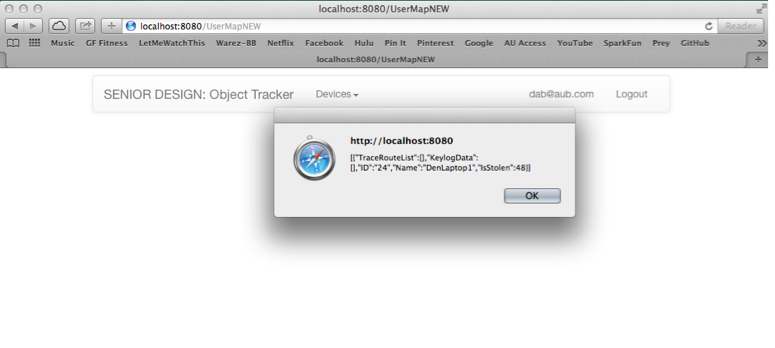 localhost:8080/UserMapNEW
localhost:8080/UserMapNEW Reader
Music GF Fitness LetMeWatchThis Warez-BB Netflix Facebook Hulu Pin It Pinterest Google AU Access YouTube SparkFun Prey GitHub
localhost:8080/UserMapNEW
SENIOR DESIGN: Object Tracker Devices dab@aub.com Logout
http://localhost:8080
[{"TraceRouteList":[],"KeylogData":
[],"ID":"24","Name":"DenLaptop1","IsStolen":48}]
OK